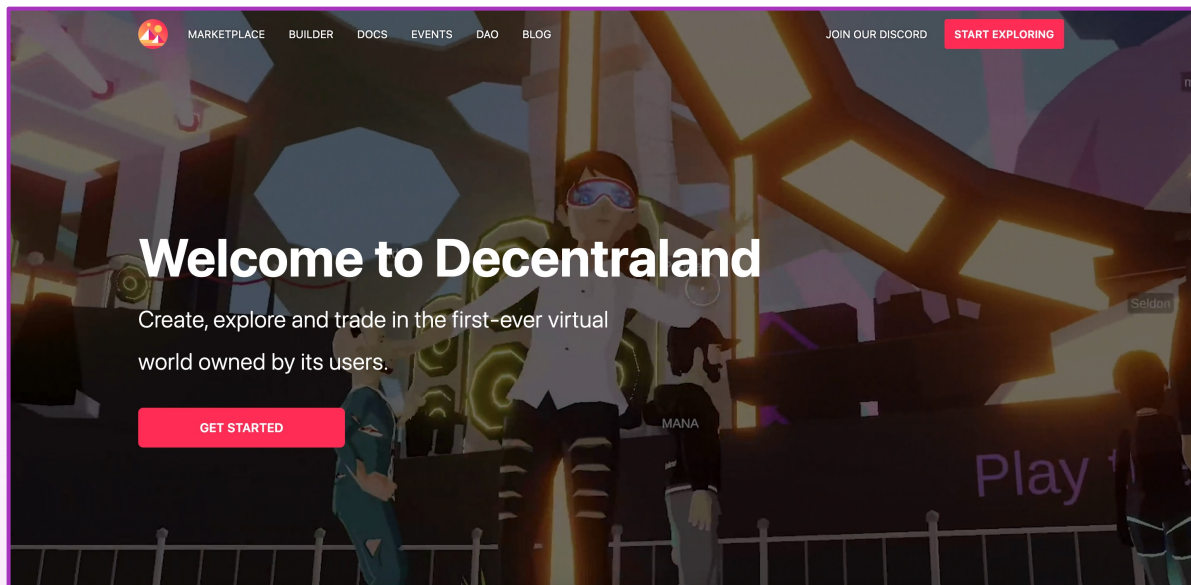 MARKETPLACE BUILDER DOCS EVENTS DAO BLOG JOIN OUR DISCORD START EXPLORING
Welcome to Decentraland
Seldon
Create, explore and trade in the first-ever virtual
world owned by its users.
GET STARTED
MANA
Play